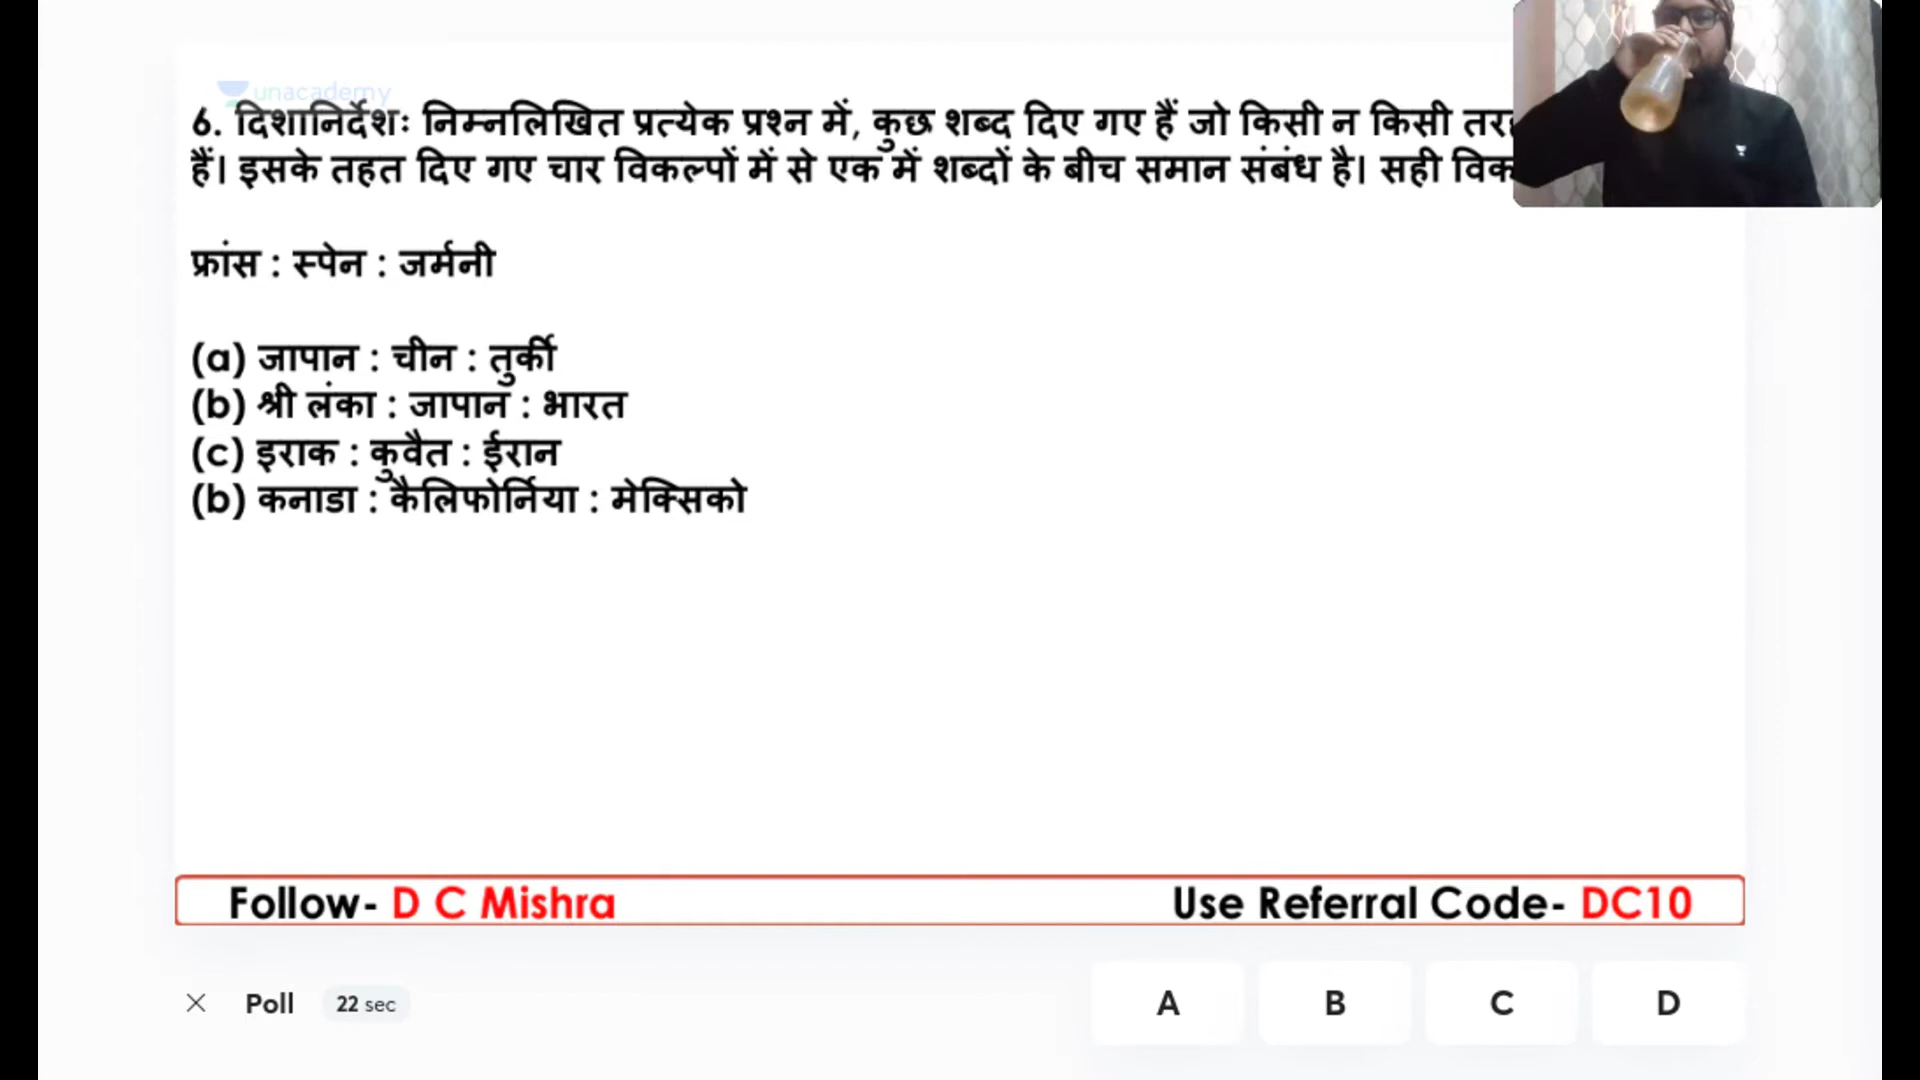 unacademy
6. दिशानिर्देशः निम्नलिखित प्रत्येक प्रश्न में, कुछ शब्द दिए गए हैं जो किसी न किसी
हैं। इसके तहत दिए गए चार विकल्पों में से एक में शब्दों के बीच समान संबंध है। सही
फ्रांस : स्पेन : जर्मनी
(a) जापान : चीन : तुर्की
(b) श्री लंका : जापान : भारत
(c) इराक : कुवैत : ईरान
(b) कनाडा : कैलिफोर्निया : मेक्सिको
Follow- D C Mishra Use Referral Code- DC10
Poll 22 sec A B C D